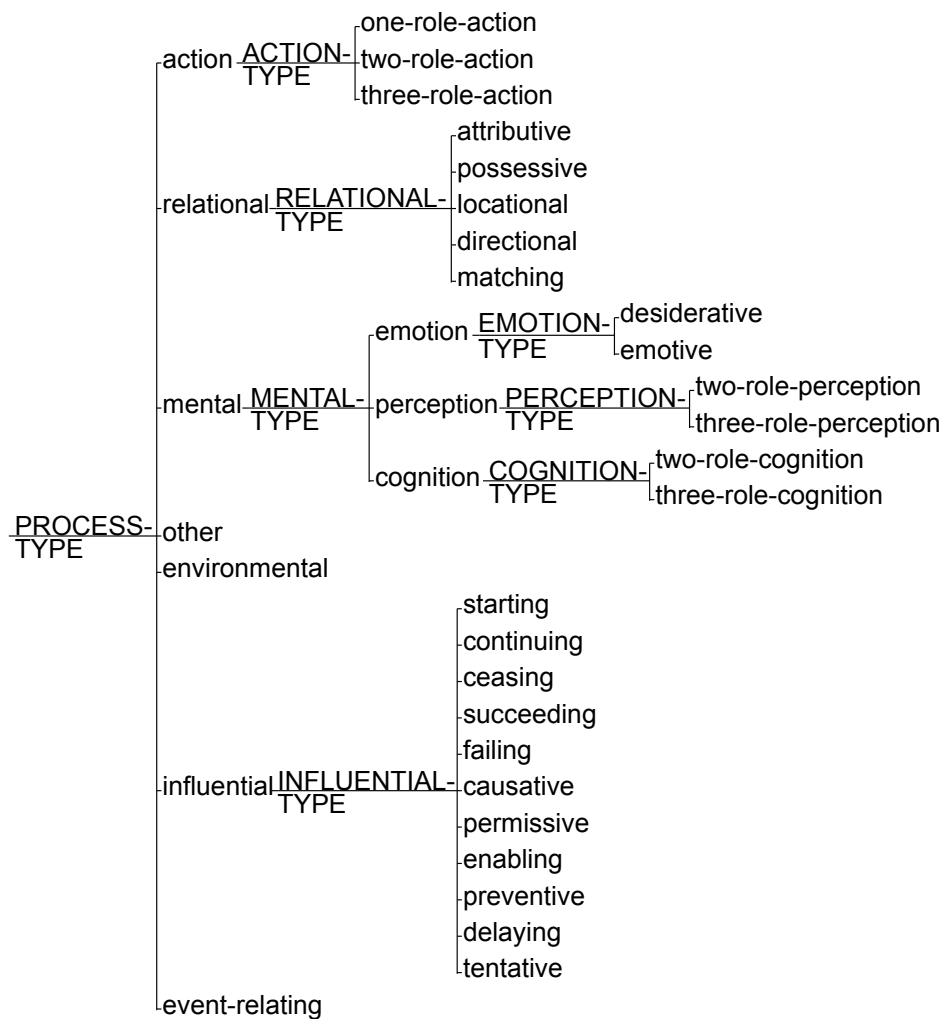 one-role-action
action ACTION-TYPE two-role-action
three-role-action
attributive
possessive
relational RELATIONAL-TYPE locational
directional
matching
desiderative
emotion EMOTION-TYPE
emotive
two-role-perception
mental MENTAL-TYPE perception PERCEPTION-TYPE
three-role-perception
two-role-cognition
cognition COGNITION-TYPE
three-role-cognition
PROCESS-TYPE other
environmental
starting
continuing
ceasing
succeeding
failing
influential INFLUENTIAL-TYPE causative
permissive
enabling
preventive
delaying
tentative
event-relating